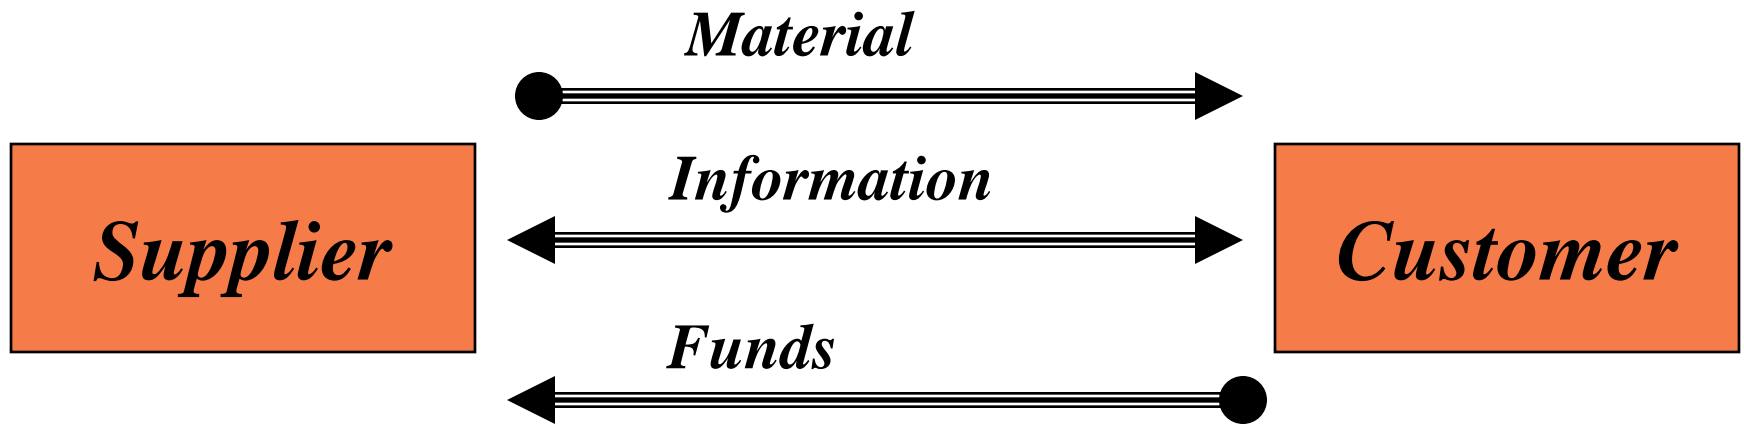 Material
Information
Supplier
Customer
Funds